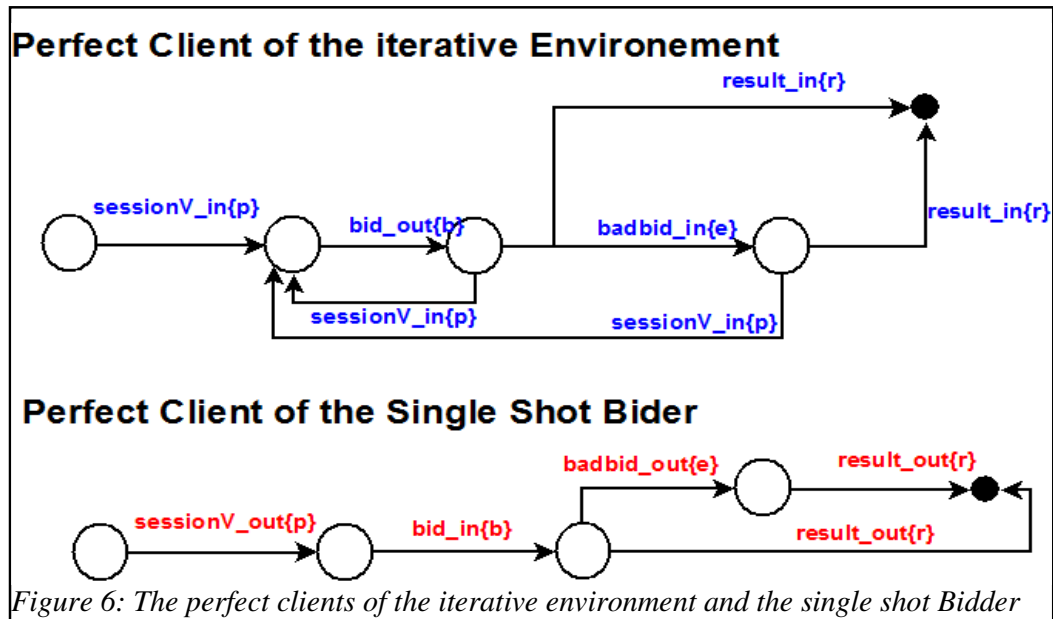 Perfect Client of the iterative Environement
result_in{r}
sessionV_in{p}
bid_out{b}
badbid_in{e}
result_in{r}
sessionV_in{p}
sessionV_in{p}
Perfect Client of the Single Shot Bider
badbid_out{e}
result_out{r}
sessionV_out{p}
bid_in{b}
result_out{r}
Figure 6: The perfect clients of the iterative environment and the single shot Bidder